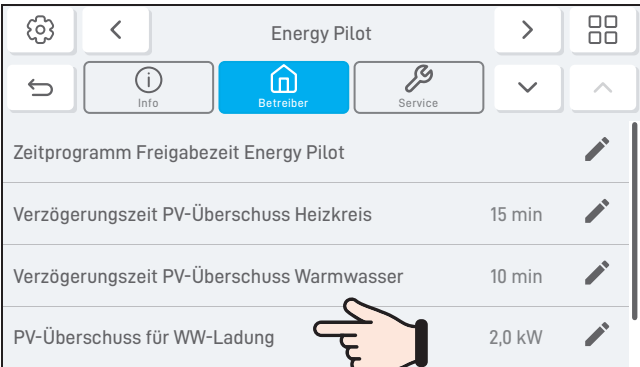 Energy Pilot
Info Betreiber Service
Zeitprogramm Freigabezeit Energy Pilot
Verzögerungszeit PV-Überschuss Heizkreis 15 min
Verzögerungszeit PV-Überschuss Warmwasser 10 min
PV-Überschuss für WW-Ladung 2,0 kW